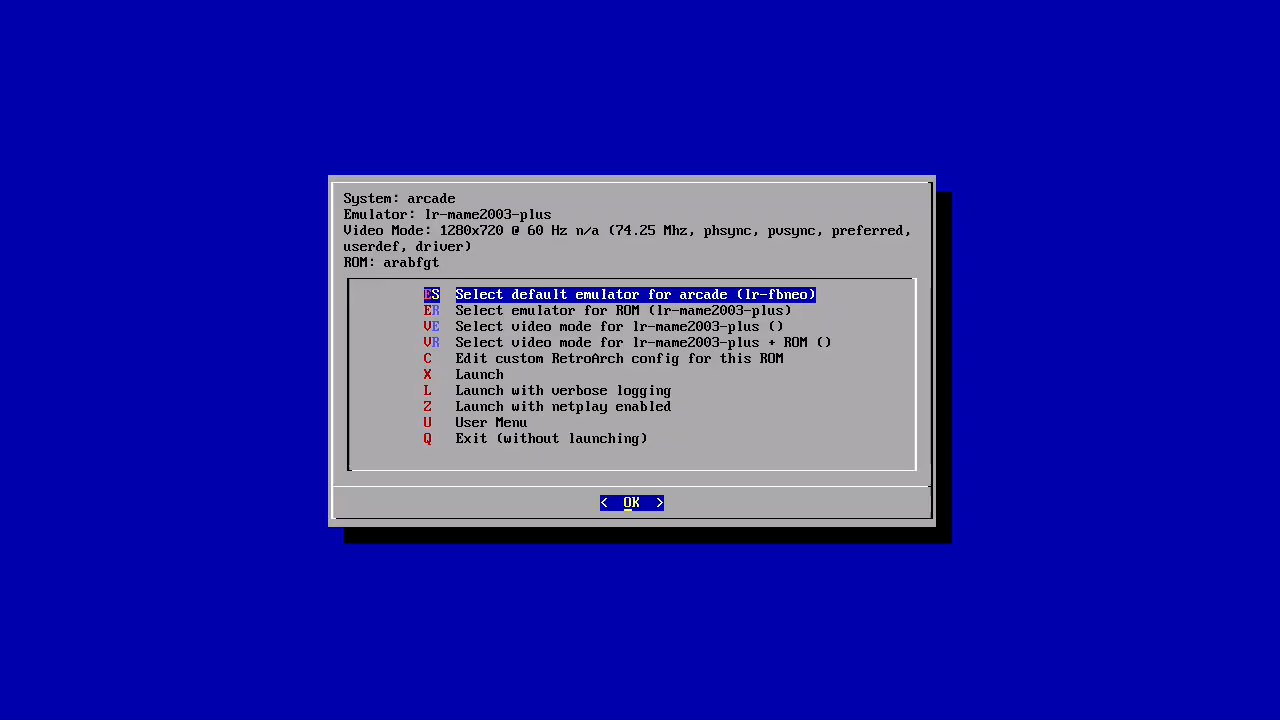 System: arcade
Emulator: lr-mame2003-plus
Video Mode: 1280x720 @ 60 Hz n/a (74.25 Mhz, phsync, pvsync, preferred,
userdef, driver)
ROM: arabfgt
ES Select default emulator for arcade (lr-fbneo)
ER Select emulator for ROM (lr-mame2003-plus)
VE Select video mode for lr-mame2003-plus ()
VR Select video mode for lr-mame2003-plus + ROM ()
C Edit custom RetroArch config for this ROM
X Launch
L Launch with verbose logging
Z Launch with netplay enabled
U User Menu
Q Exit (without launching)
< OK >